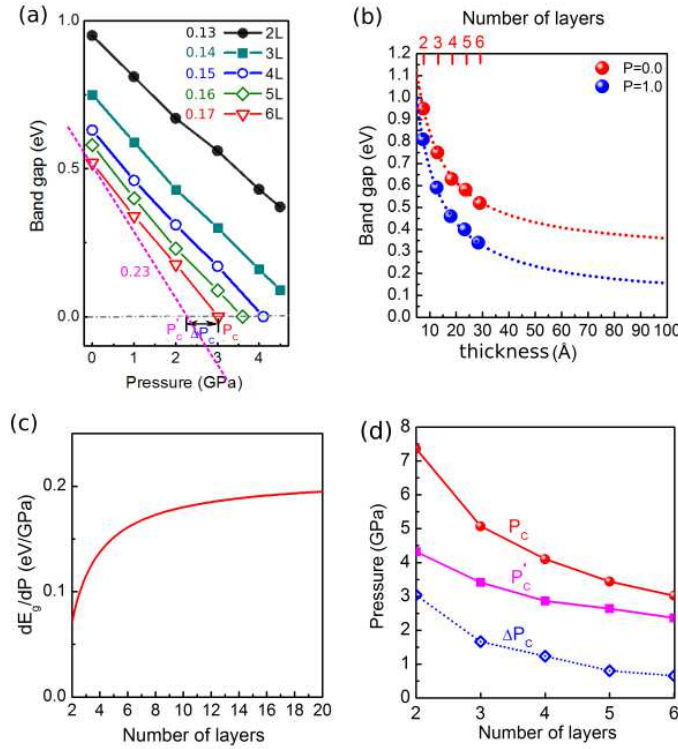 (a)
1.0
0.5
0.0
Band gap (eV)
0.13 2L
0.14 3L
0.15 4L
0.16 5L
0.17 6L
0.23
P'c ΔPc Pc
0 1 2 3 4
Pressure (GPa)
(b)
Number of layers
2 3 4 5 6
1.2
1.1
1.0
0.9
0.8
0.7
0.6
0.5
0.4
0.3
0.2
0.1
0.0
Band gap (eV)
P=0.0
P=1.0
10 20 30 40 50 60 70 80 90 100
thickness(Å)
(c)
0.2
0.1
0.0
dEg/dP (eV/GPa)
2 4 6 8 10 12 14 16 18 20
Number of layers
(d)
8
7
6
5
4
3
2
1
0
Pressure (GPa)
Pc
P'c
ΔPc
2 3 4 5 6
Number of layers